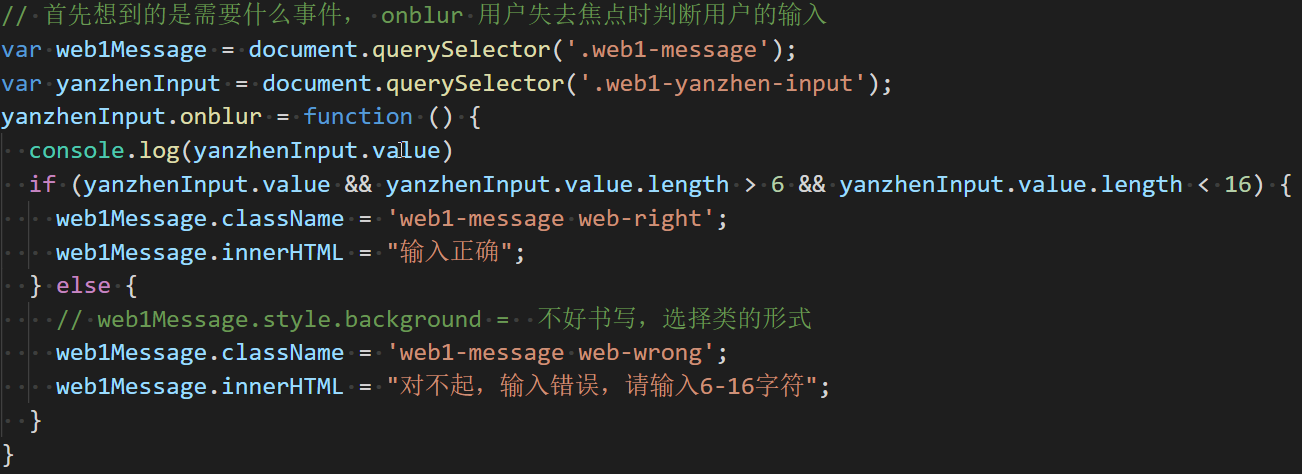 // 首先想到的是需要什么事件， onblur 用户失去焦点时判断用户的输入
var web1Message = document.querySelector('.web1-message');
var yanzhenInput = document.querySelector('.web1-yanzhen-input');
yanzhenInput.onblur = function () {
  console.log(yanzhenInput.value)
  if (yanzhenInput.value && yanzhenInput.value.length > 6 && yanzhenInput.value.length < 16) {
    web1Message.className = 'web1-message web-right';
    web1Message.innerHTML = "输入正确";
  } else {
    // web1Message.style.background =  不好书写，选择类的形式
    web1Message.className = 'web1-message web-wrong';
    web1Message.innerHTML = "对不起，输入错误，请输入6-16字符";
  }
}